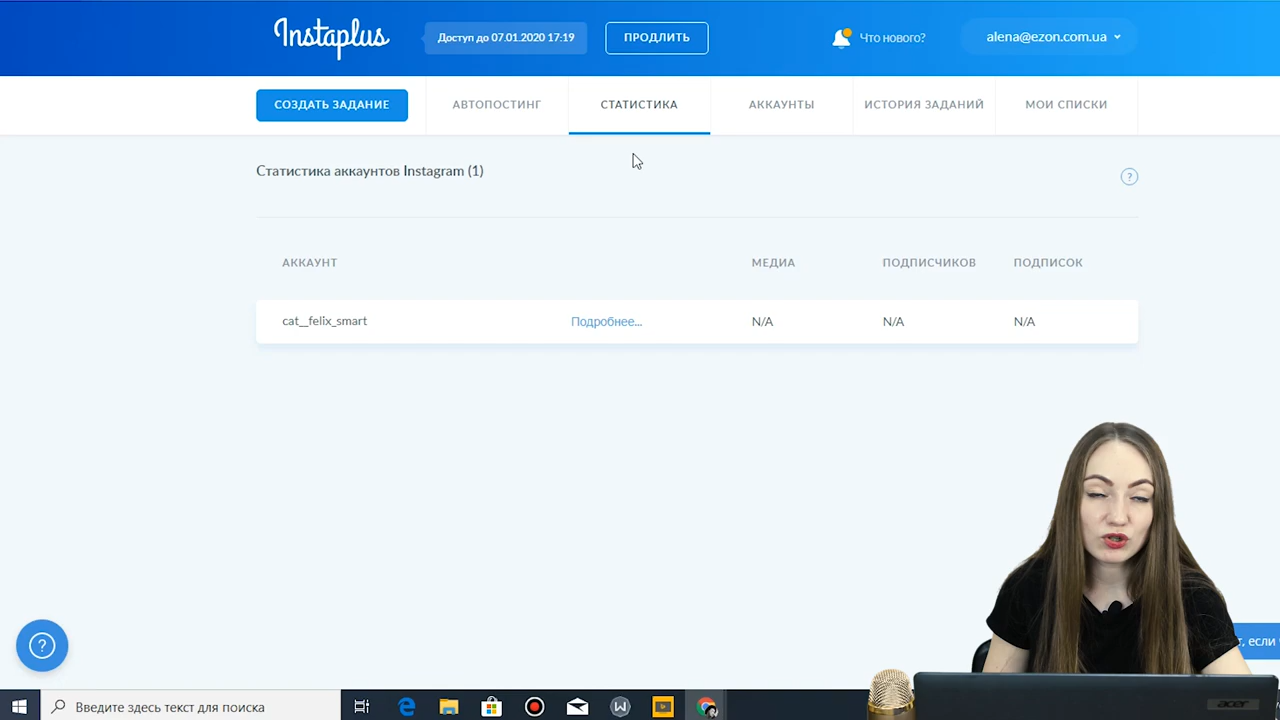 Instaplus
Доступ до 07.01.2020 17:19
ПРОДЛИТЬ
Что нового?
alena@ezon.com.ua
СОЗДАТЬ ЗАДАНИЕ
АВТОПОСТИНГ
СТАТИСТИКА
АККАУНТЫ
ИСТОРИЯ ЗАДАНИЙ
МОИ СПИСКИ
Статистика аккаунтов Instagram (1)
?
АККАУНТ
МЕДИА
ПОДПИСЧИКОВ
ПОДПИСОК
cat__felix_smart
Подробнее...
N/A
N/A
N/A
?
если
Введите здесь текст для поиска
acer